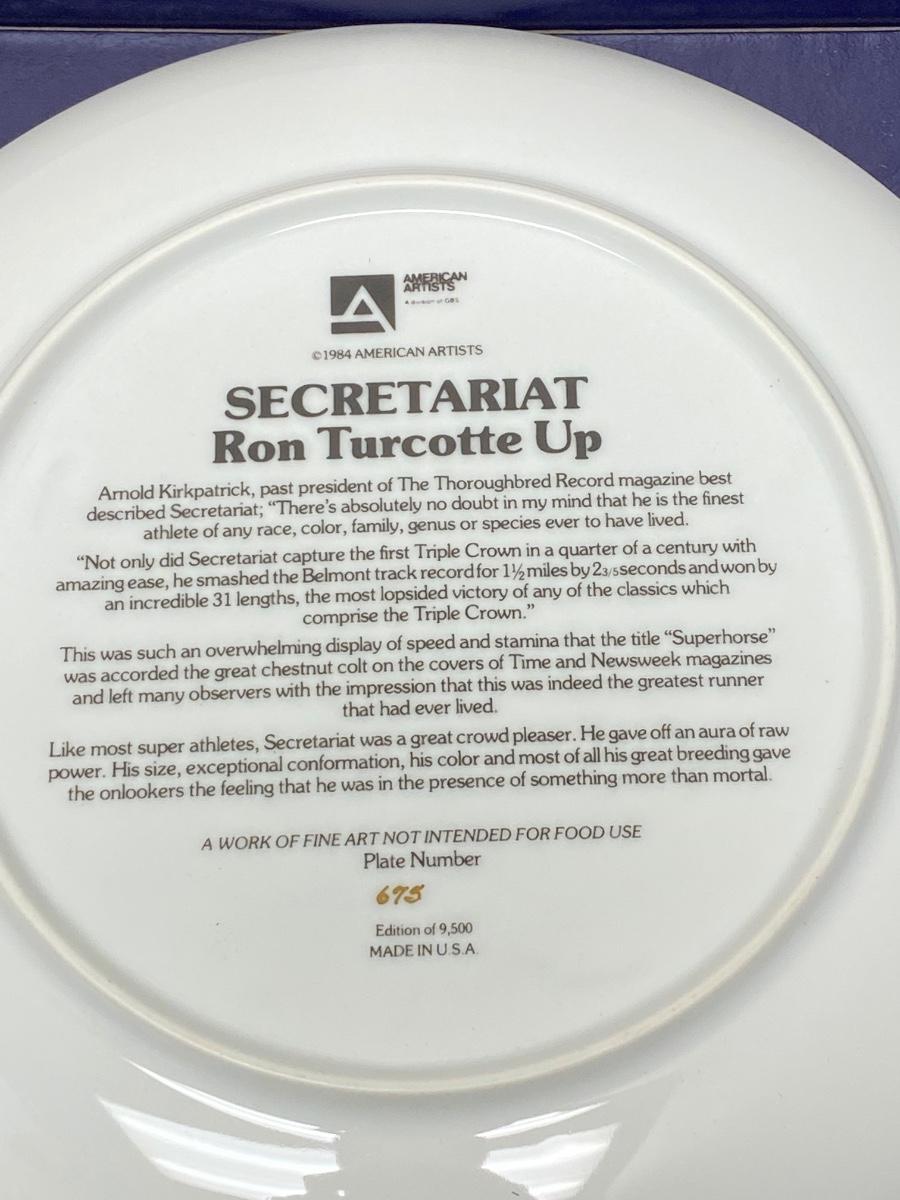 AMERICAN
ARTISTS
A division of GBS
©1984 AMERICAN ARTISTS
SECRETARIAT
Ron Turcotte Up
Arnold Kirkpatrick, past president of The Thoroughbred Record magazine best
described Secretariat; “There’s absolutely no doubt in my mind that he is the finest
athlete of any race, color, family, genus or species ever to have lived.
“Not only did Secretariat capture the first Triple Crown in a quarter of a century with
amazing ease, he smashed the Belmont track record for 1½ miles by 2 3/5 seconds and won by
an incredible 31 lengths, the most lopsided victory of any of the classics which
comprise the Triple Crown.”
This was such an overwhelming display of speed and stamina that the title “Superhorse”
was accorded the great chestnut colt on the covers of Time and Newsweek magazines
and left many observers with the impression that this was indeed the greatest runner
that had ever lived.
Like most super athletes, Secretariat was a great crowd pleaser. He gave off an aura of raw
power. His size, exceptional conformation, his color and most of all his great breeding gave
the onlookers the feeling that he was in the presence of something more than mortal.
A WORK OF FINE ART NOT INTENDED FOR FOOD USE
Plate Number
675
Edition of 9,500
MADE IN U.S.A.